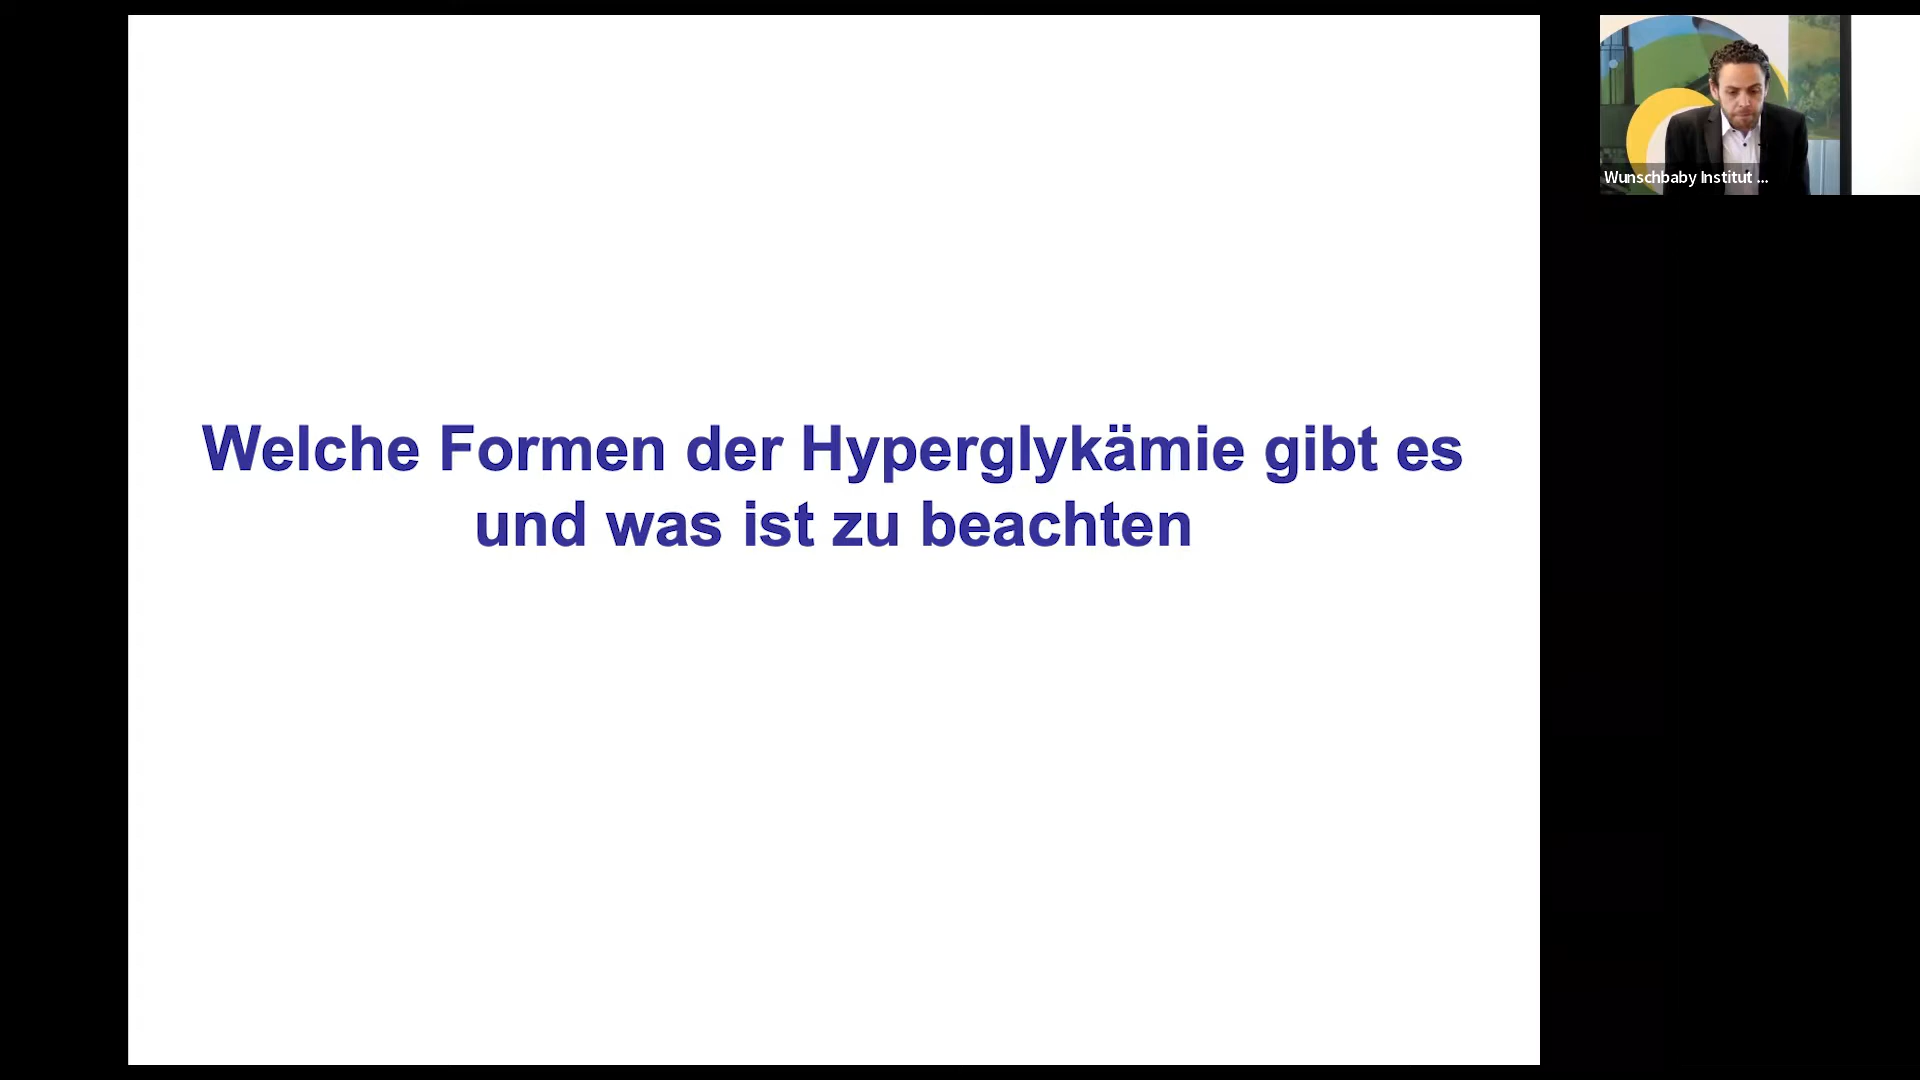 Welche Formen der Hyperglykämie gibt es
und was ist zu beachten
Wunschbaby Institut ...